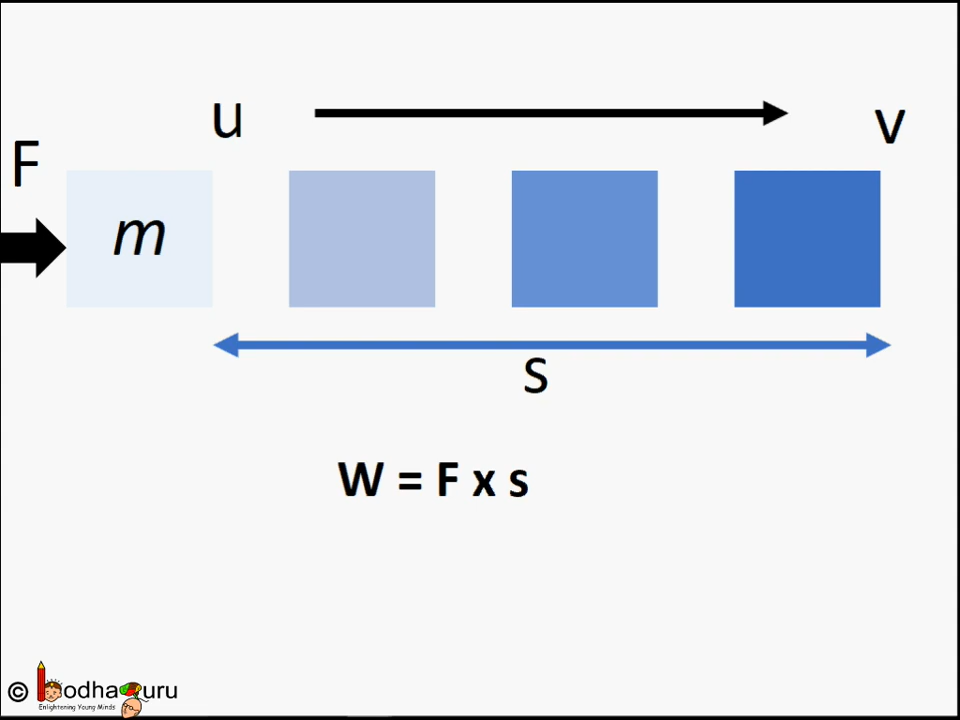 u
v
F
m
s
W = F x s
© bodhaGuru
Enlightening Young Minds